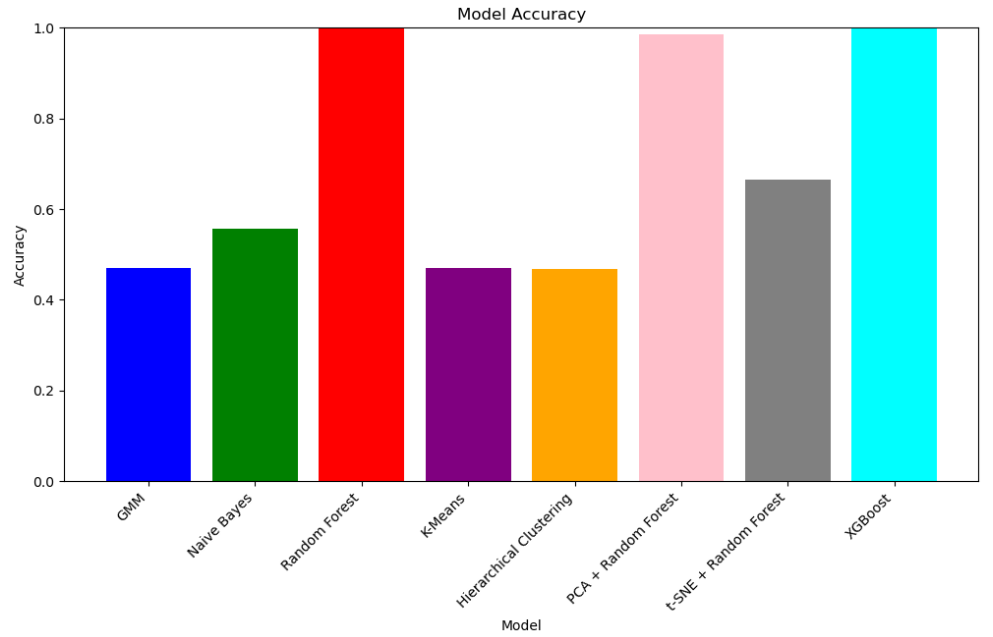 Model Accuracy
Accuracy
1.0
0.8
0.6
0.4
0.2
0.0
GMM
Naive Bayes
Random Forest
K-Means
Hierarchical Clustering
PCA + Random Forest
t-SNE + Random Forest
XGBoost
Model